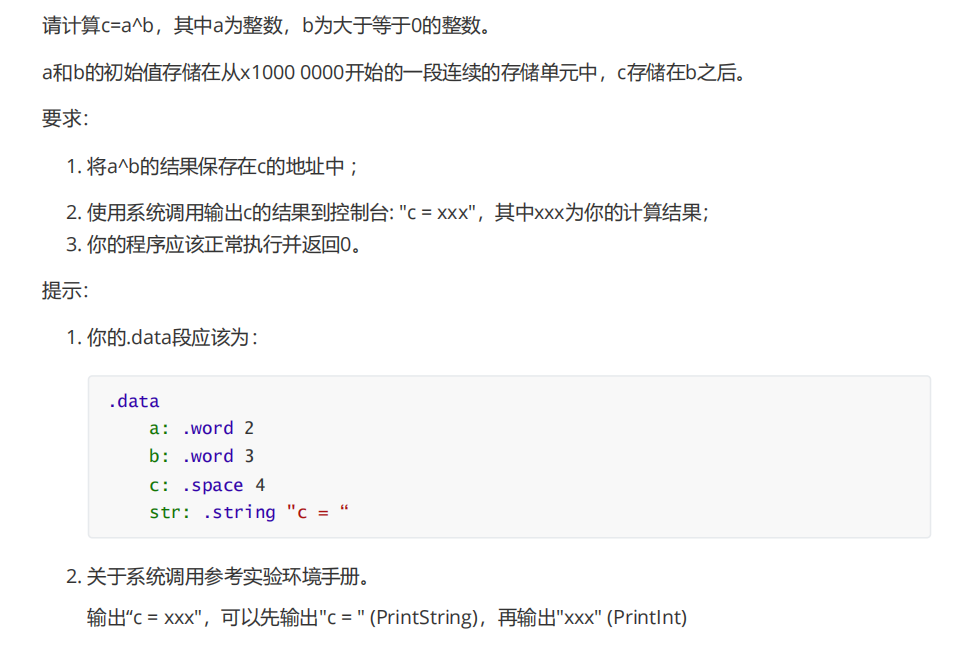 请计算c=a^b，其中a为整数，b为大于等于0的整数。
a和b的初始值存储在从x1000 0000开始的一段连续的存储单元中，c存储在b之后。
要求：
1. 将a^b的结果保存在c的地址中；
2. 使用系统调用输出c的结果到控制台: "c = xxx"，其中xxx为你的计算结果；
3. 你的程序应该正常执行并返回0。
提示：
1. 你的.data段应该为：
.data
a: .word 2
b: .word 3
c: .space 4
str: .string "c = “
2. 关于系统调用参考实验环境手册。
输出“c = xxx"，可以先输出"c = " (PrintString)，再输出"xxx" (PrintInt)